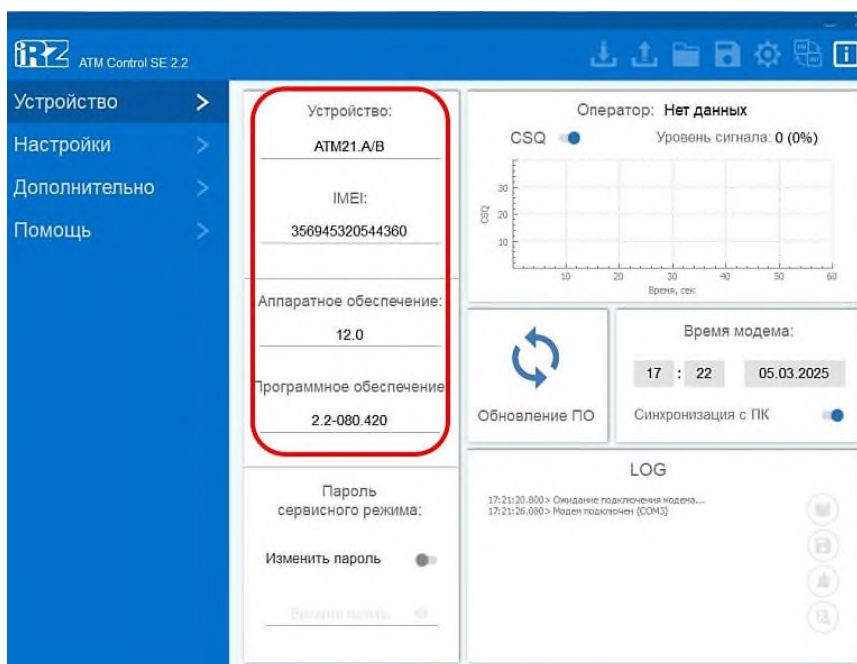 iRZ ATM Control SE 2.2
Устройство
Настройки
Дополнительно
Помощь
Устройство:
ATM21.A/B
IMEI:
356945320544360
Аппаратное обеспечение:
12.0
Программное обеспечение
2.2-080.420
Пароль
сервисного режима:
Изменить пароль
Оператор: Нет данных
CSQ Уровень сигнала: 0 (0%)
CSQ
30
20
10
10 20 30 40 50 60
Время, сек
Обновление ПО
Время модема:
17 : 22 05.03.2025
Синхронизация с ПК
LOG
17:21:20.800> Ожидание подключения модема...
17:21:26.080> Модем подключен (COM3)